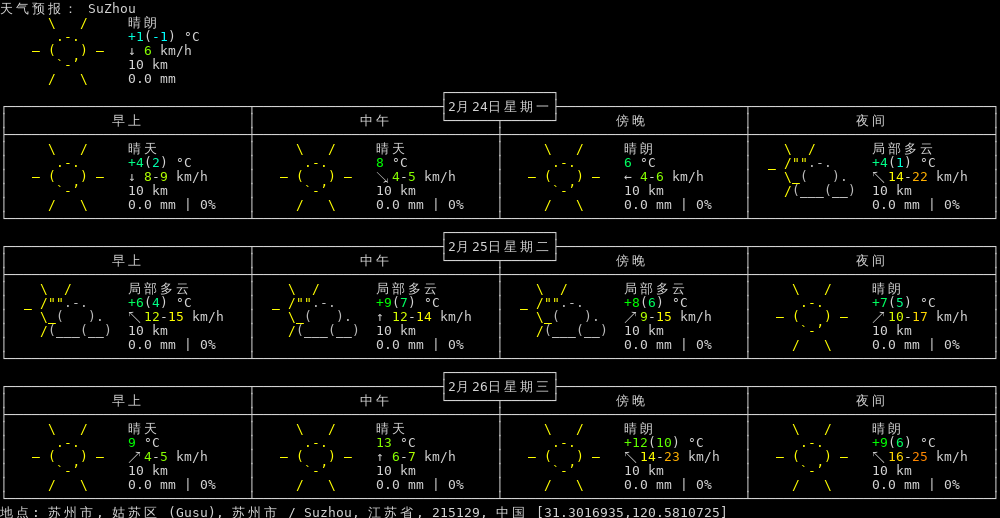 天气预报： SuZhou
晴朗
+1(-1) °C
↓ 6 km/h
10 km
0.0 mm
2月24日星期一
早上 中午 傍晚 夜间
晴天 晴天 晴朗 局部多云
+4(2) °C 8 °C 6 °C +4(1) °C
↓ 8-9 km/h ↘ 4-5 km/h ← 4-6 km/h ↖ 14-22 km/h
10 km 10 km 10 km 10 km
0.0 mm | 0% 0.0 mm | 0% 0.0 mm | 0% 0.0 mm | 0%
2月25日星期二
早上 中午 傍晚 夜间
局部多云 局部多云 局部多云 晴朗
+6(4) °C +9(7) °C +8(6) °C +7(5) °C
↖ 12-15 km/h ↑ 12-14 km/h ↗ 9-15 km/h ↗ 10-17 km/h
10 km 10 km 10 km 10 km
0.0 mm | 0% 0.0 mm | 0% 0.0 mm | 0% 0.0 mm | 0%
2月26日星期三
早上 中午 傍晚 夜间
晴天 晴天 晴朗 晴朗
9 °C 13 °C +12(10) °C +9(6) °C
↗ 4-5 km/h ↑ 6-7 km/h ↖ 14-23 km/h ↖ 16-25 km/h
10 km 10 km 10 km 10 km
0.0 mm | 0% 0.0 mm | 0% 0.0 mm | 0% 0.0 mm | 0%
地点: 苏州市, 姑苏区 (Gusu), 苏州市 / Suzhou, 江苏省, 215129, 中国 [31.3016935,120.5810725]